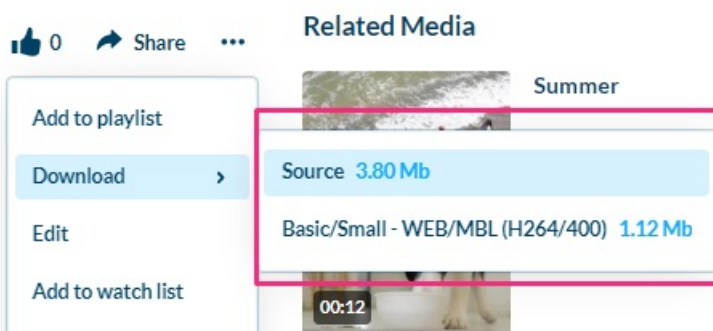 0 Share ...
Related Media
Add to playlist
Download >
Edit
Add to watch list
Summer
Source 3.80 Mb
Basic/Small - WEB/MBL (H264/400) 1.12 Mb
00:12